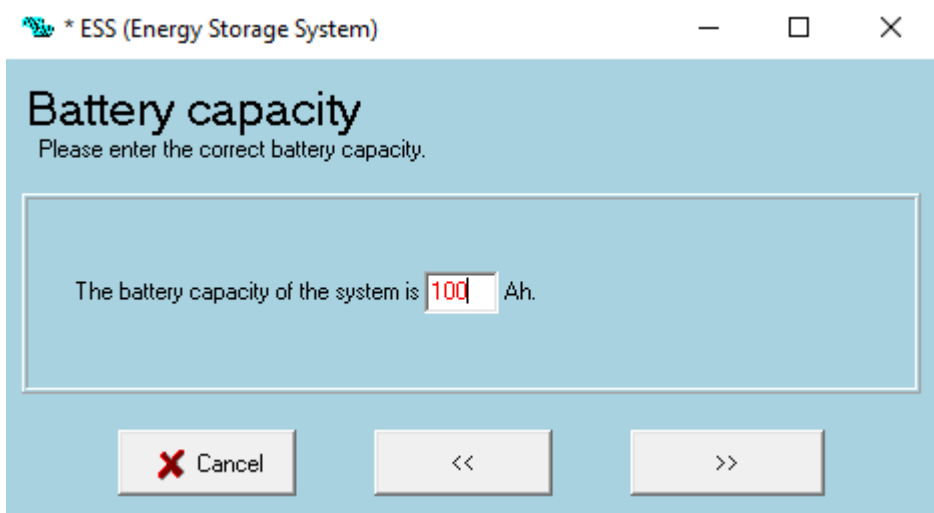 * ESS (Energy Storage System)
Battery capacity
Please enter the correct battery capacity.
The battery capacity of the system is 100 Ah.
Cancel << >>